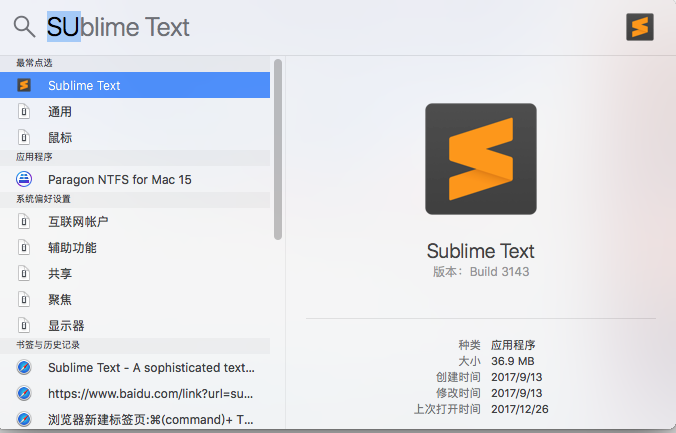 SUblime Text
最常点选
Sublime Text
通用
鼠标
应用程序
Paragon NTFS for Mac 15
系统偏好设置
互联网帐户
辅助功能
共享
聚焦
显示器
书签与历史记录
Sublime Text - A sophisticated text...
https://www.baidu.com/link?url=su...
浏览器新建标签页:⌘(command)+ T...
Sublime Text
版本：Build 3143
种类 应用程序
大小 36.9 MB
创建时间 2017/9/13
修改时间 2017/9/13
上次打开时间 2017/12/26